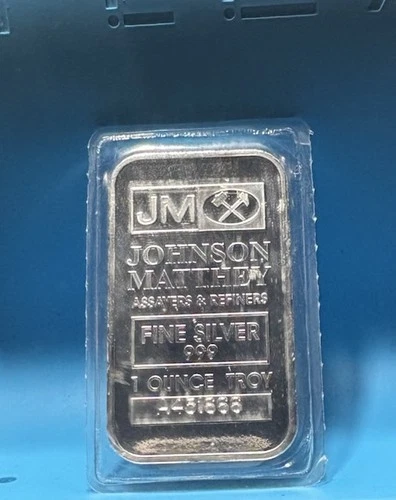 JM
JOHNSON
MATTHEY
ASSAYERS & REFINERS
FINE SILVER
999
1 OUNCE TROY